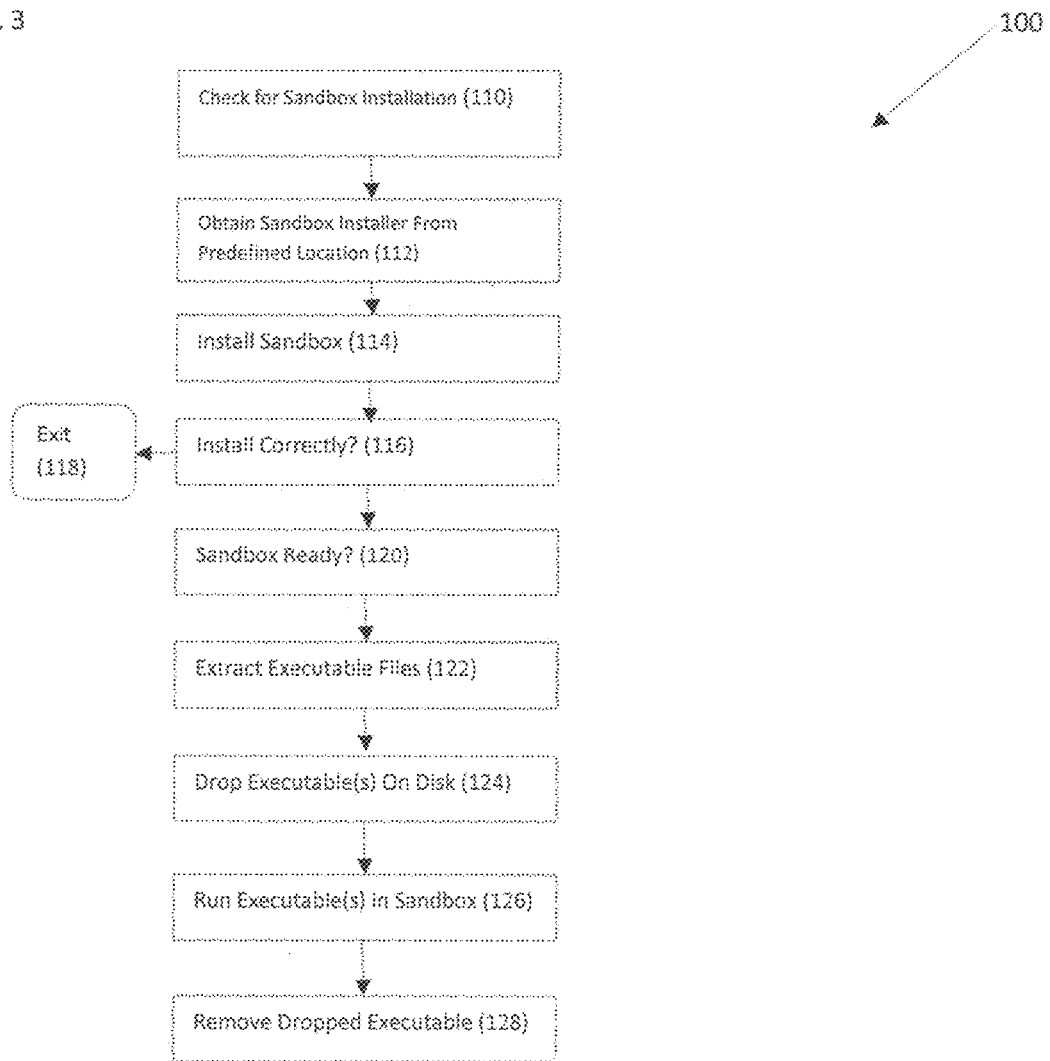 . 3
100
Check for Sandbox Installation (110)
Obtain Sandbox Installer From
Predefined Location (112)
Install Sandbox (114)
Exit
(118)
Install Correctly? (116)
Sandbox Ready? (120)
Extract Executable Files (122)
Drop Executable(s) On Disk (124)
Run Executable(s) in Sandbox (126)
Remove Dropped Executable (128)